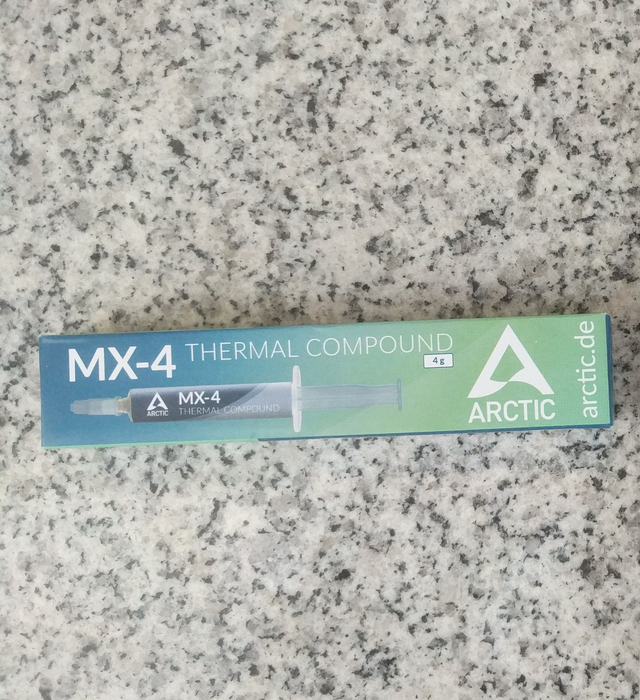 MX-4 THERMAL COMPOUND
4g
MX-4
THERMAL COMPOUND
ARCTIC
ARCTIC
arctic.de